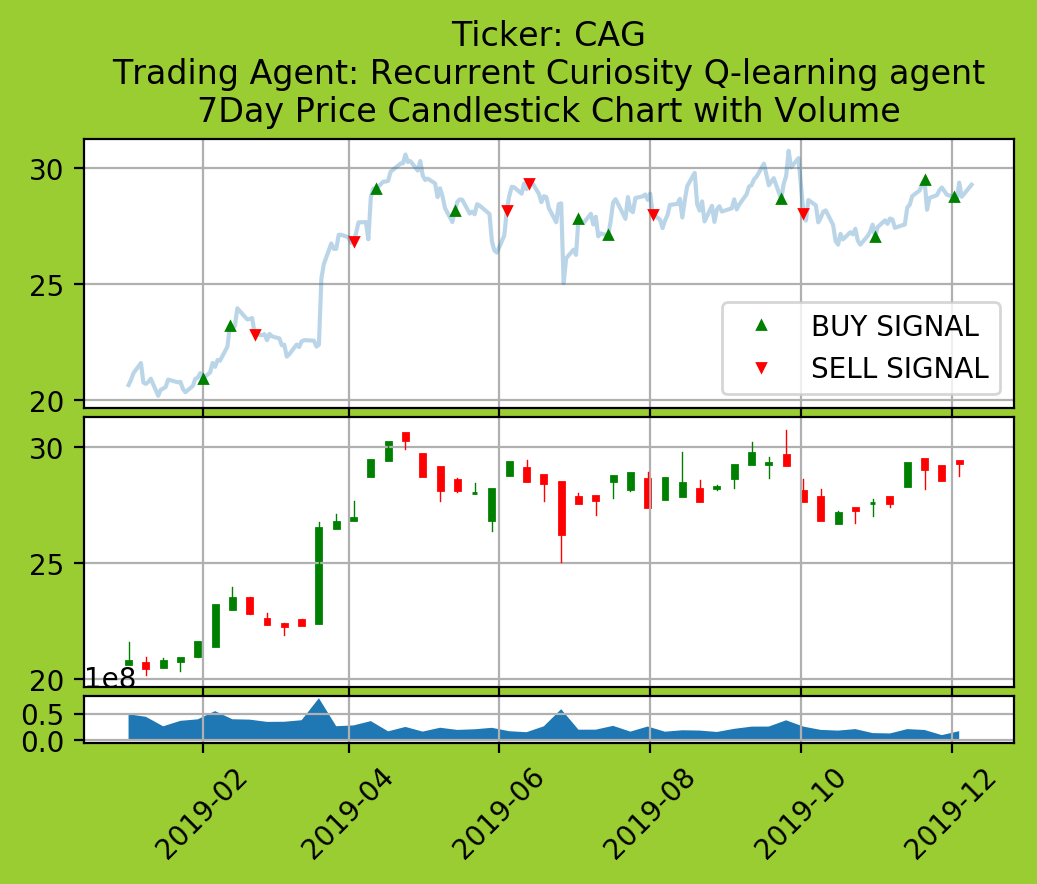 Ticker: CAG
Trading Agent: Recurrent Curiosity Q-learning agent
7Day Price Candlestick Chart with Volume
30
25
20
BUY SIGNAL
SELL SIGNAL
30
25
20
1e8
0.5
0.0
2019-02
2019-04
2019-06
2019-08
2019-10
2019-12